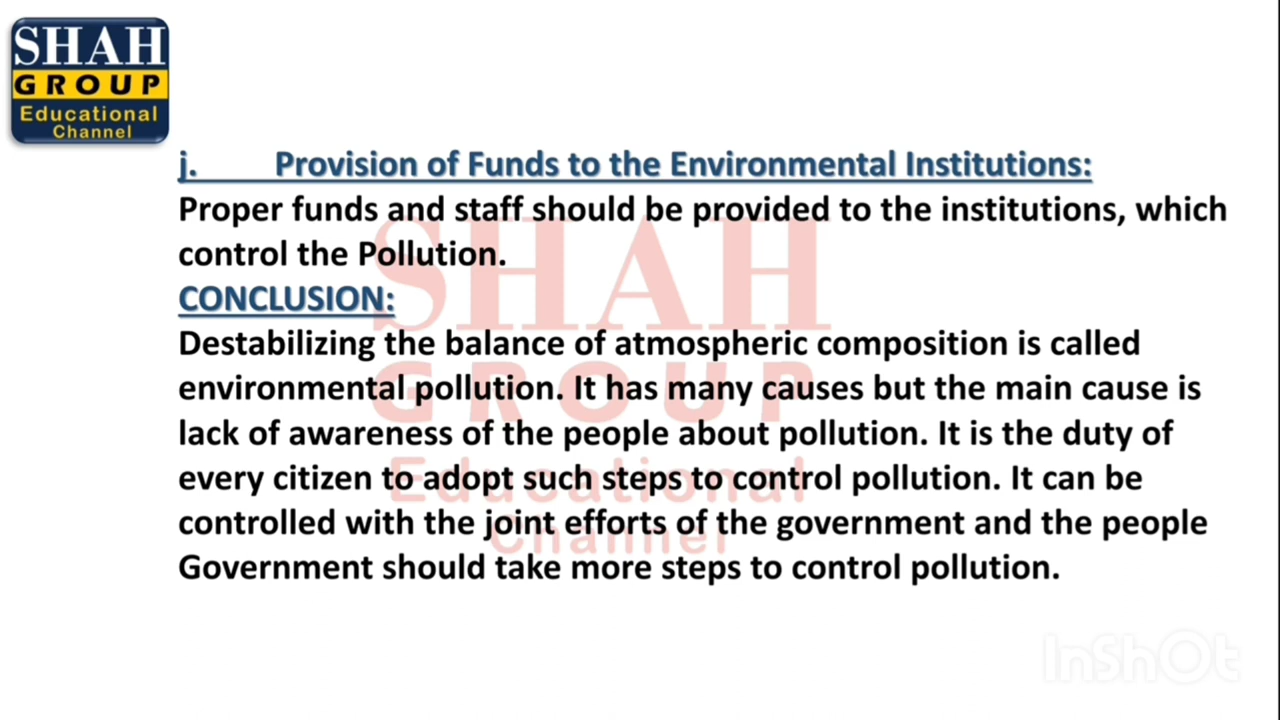 SHAH
GROUP
Educational
Channel
j. Provision of Funds to the Environmental Institutions:
Proper funds and staff should be provided to the institutions, which
control the Pollution.
CONCLUSION:
Destabilizing the balance of atmospheric composition is called
environmental pollution. It has many causes but the main cause is
lack of awareness of the people about pollution. It is the duty of
every citizen to adopt such steps to control pollution. It can be
controlled with the joint efforts of the government and the people
Government should take more steps to control pollution.
SHAH
GROUP
Educational
Channel
InShOt